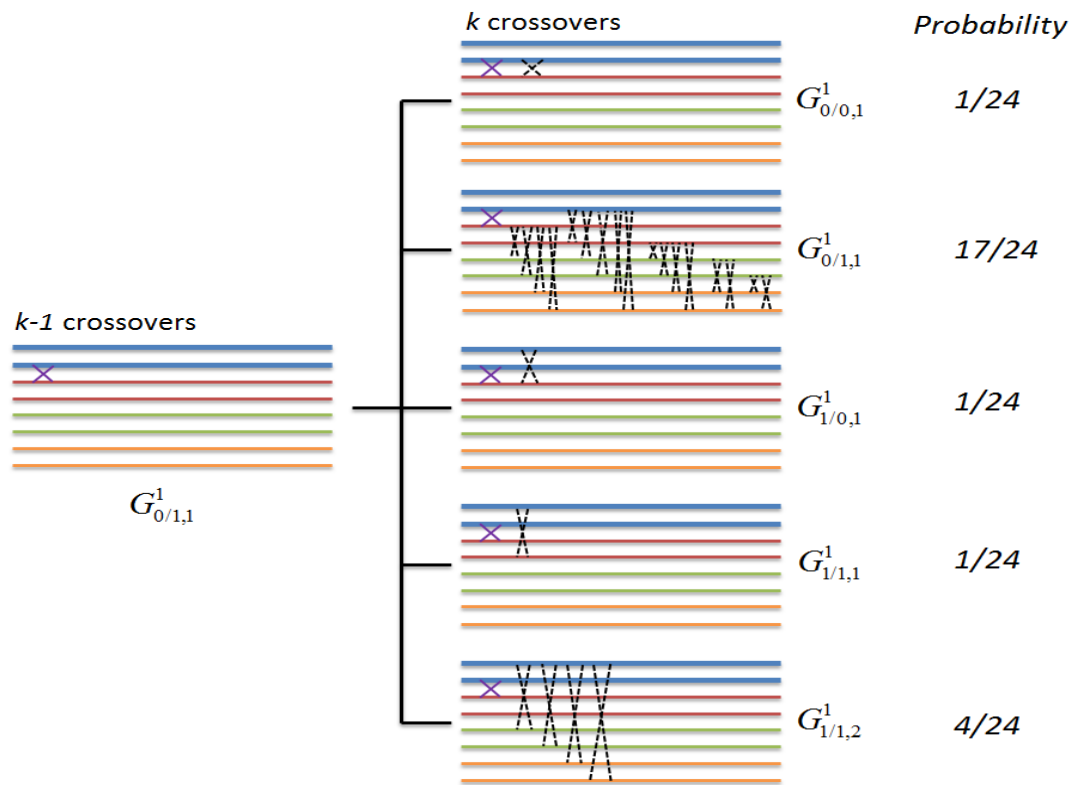 k crossovers Probability
G^1_{0/0,1} 1/24
G^1_{0/1,1} 17/24
k-1 crossovers
G^1_{0/1,1}
G^1_{1/0,1} 1/24
G^1_{1/1,1} 1/24
G^1_{1/1,2} 4/24